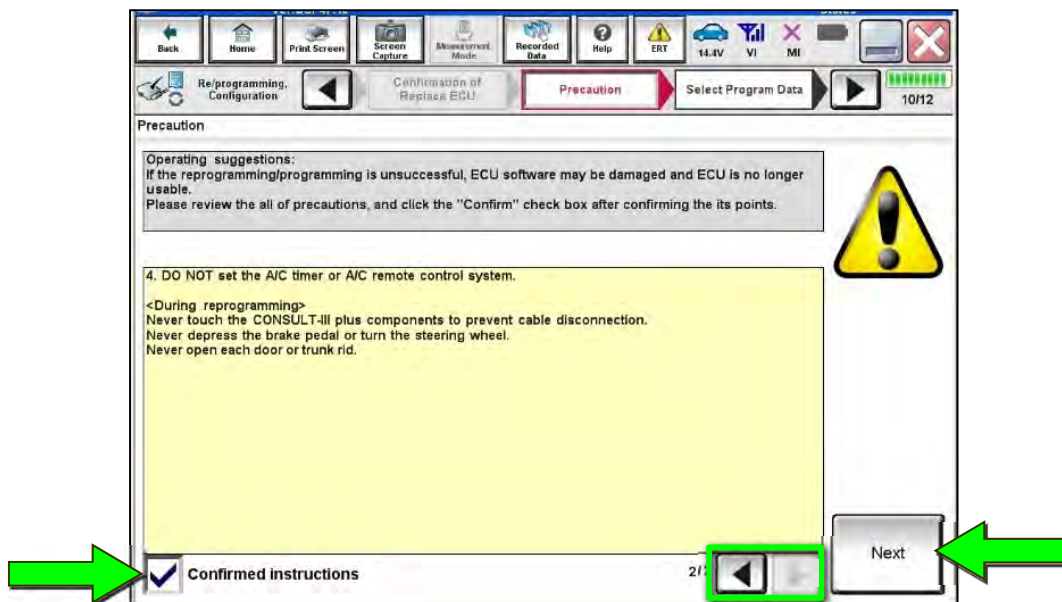 Back
Home
Print Screen
Screen
Capture
Measurement
Mode
Recorded
Data
Help
ERT
14.4V
VI
MI
Re/programming,
Configuration
Confirmation of
Replace ECU
Precaution
Select Program Data
10/12
Precaution
Operating suggestions:
If the reprogramming/programming is unsuccessful, ECU software may be damaged and ECU is no longer
usable.
Please review the all of precautions, and click the "Confirm" check box after confirming the its points.
4. DO NOT set the A/C timer or A/C remote control system.
<During reprogramming>
Never touch the CONSULT-III plus components to prevent cable disconnection.
Never depress the brake pedal or turn the steering wheel.
Never open each door or trunk rid.
Confirmed instructions
Next